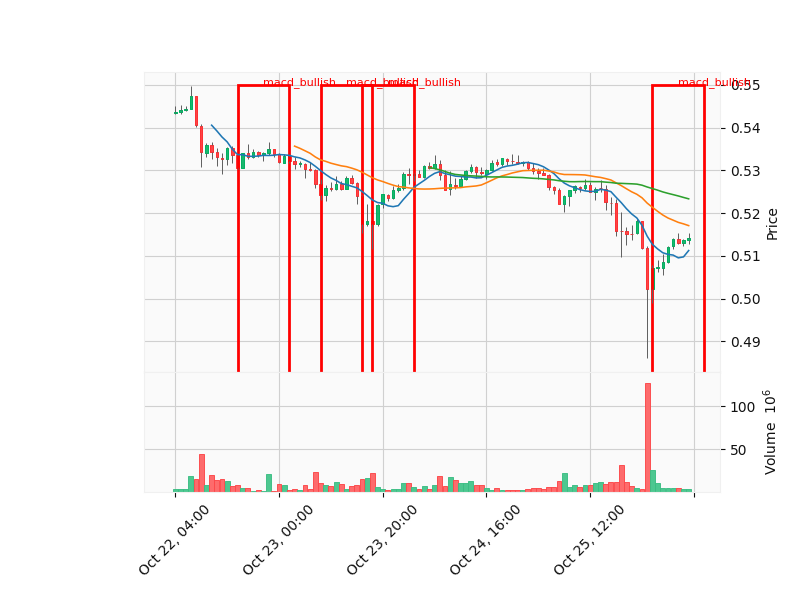 macd_bullish macd_bullish macd_bullish macd_bullish
0.55
0.54
0.53
0.52
0.51
0.50
0.49
Price
100
50
Volume 10^6
Oct 22, 04:00
Oct 23, 00:00
Oct 23, 20:00
Oct 24, 16:00
Oct 25, 12:00